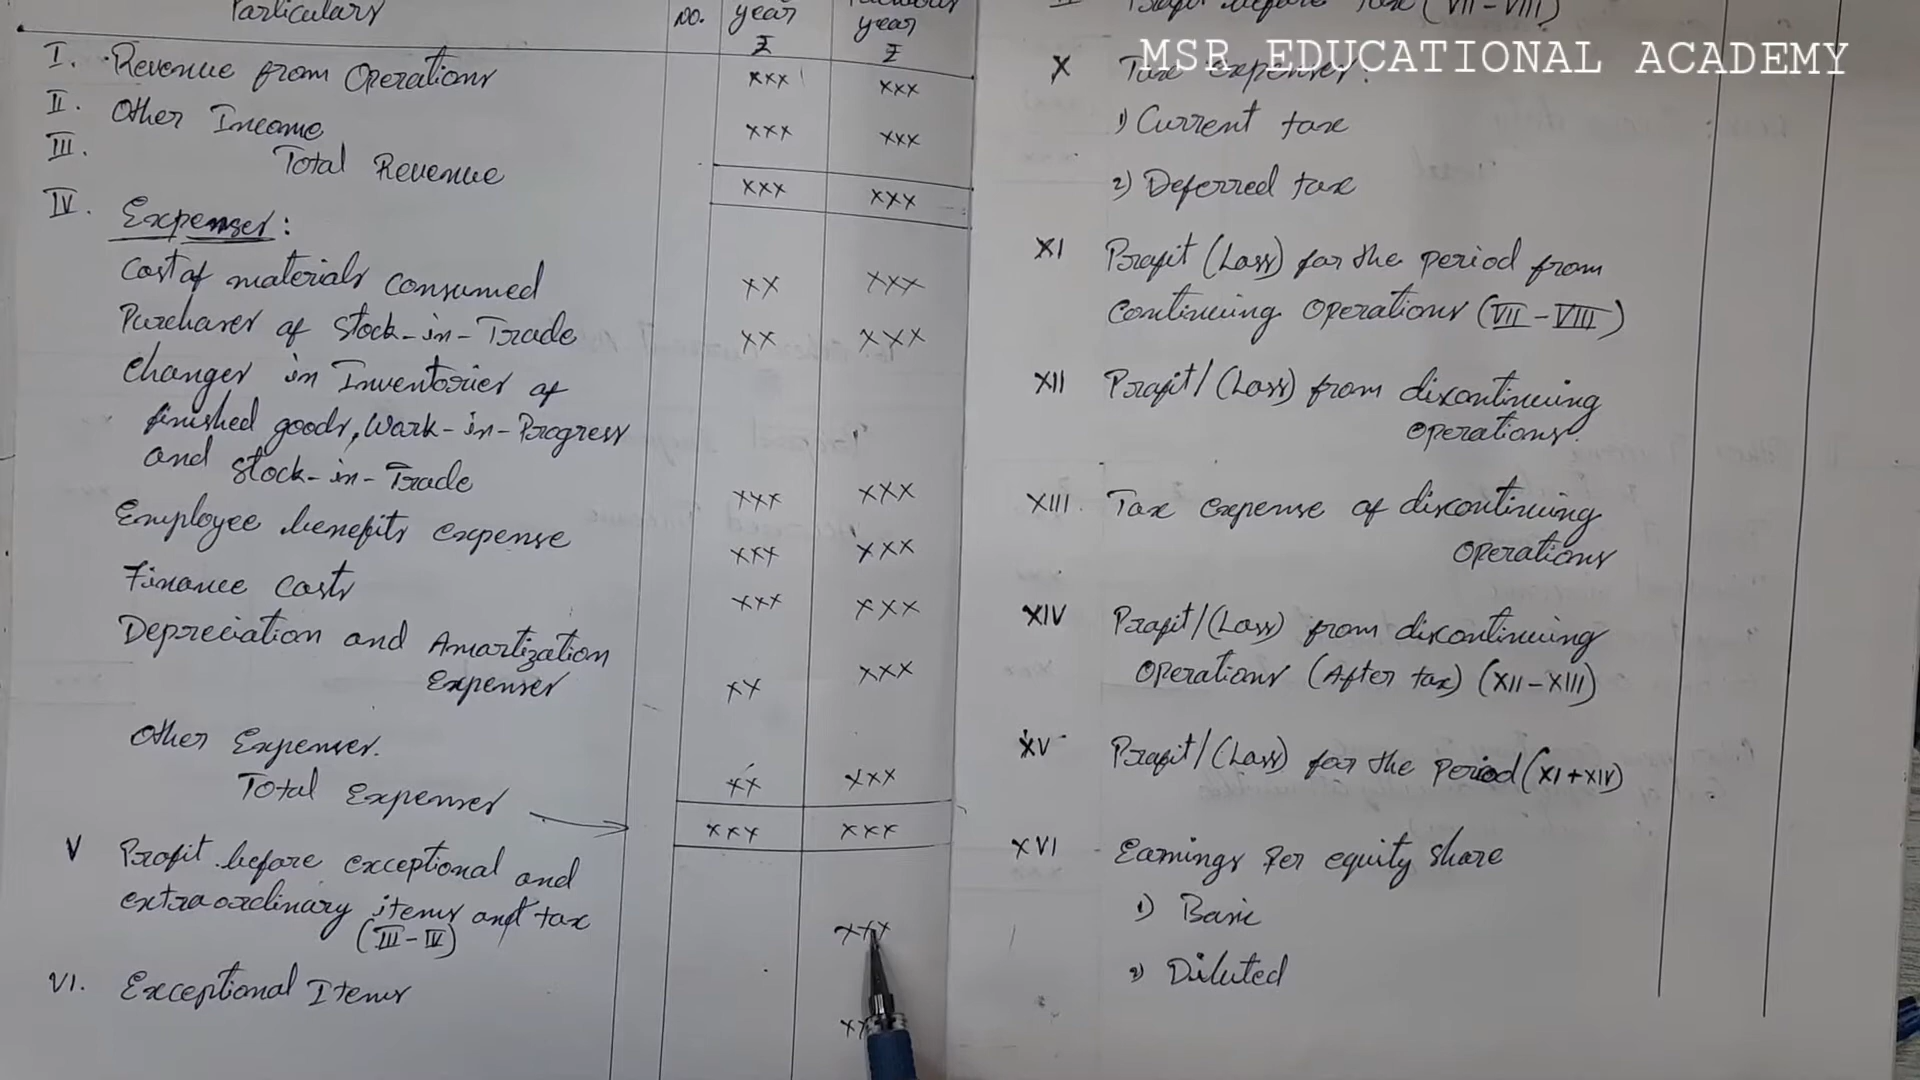 Particulars
No.
year
₹
year
₹
I. Revenue from Operations xxx xxx
II. Other Income xxx xxx
III. Total Revenue xxx xxx
IV. Expenses:
Cost of materials consumed xx xxx
Purchases of Stock-in-Trade xx xxx
Changes in Inventories of
finished goods, Work-in-Progress
and Stock-in-Trade xxx xxx
Employee benefits expense xxx xxx
Finance Costs xxx xxx
Depreciation and Amortization
Expenses xx xxx
Other Expenses. xx xxx
Total Expenses xxx xxx
V Profit before exceptional and
extraordinary items and tax
(III-IV) xxx
VI. Exceptional Items
MSR EDUCATIONAL ACADEMY
Profit before Tax (VII-VIII)
X Tax expenses:
1) Current tax
2) Deferred tax
XI Profit (Loss) for the period from
continuing Operations (VII-VIII)
XII Profit/(Loss) from discontinuing
operations.
XIII. Tax expense of discontinuing
Operations
XIV Profit/(Loss) from discontinuing
Operations (After tax) (XII-XIII)
XV Profit/(Loss) for the period (XI+XIV)
XVI Earnings Per equity share
1) Basic
2) Diluted